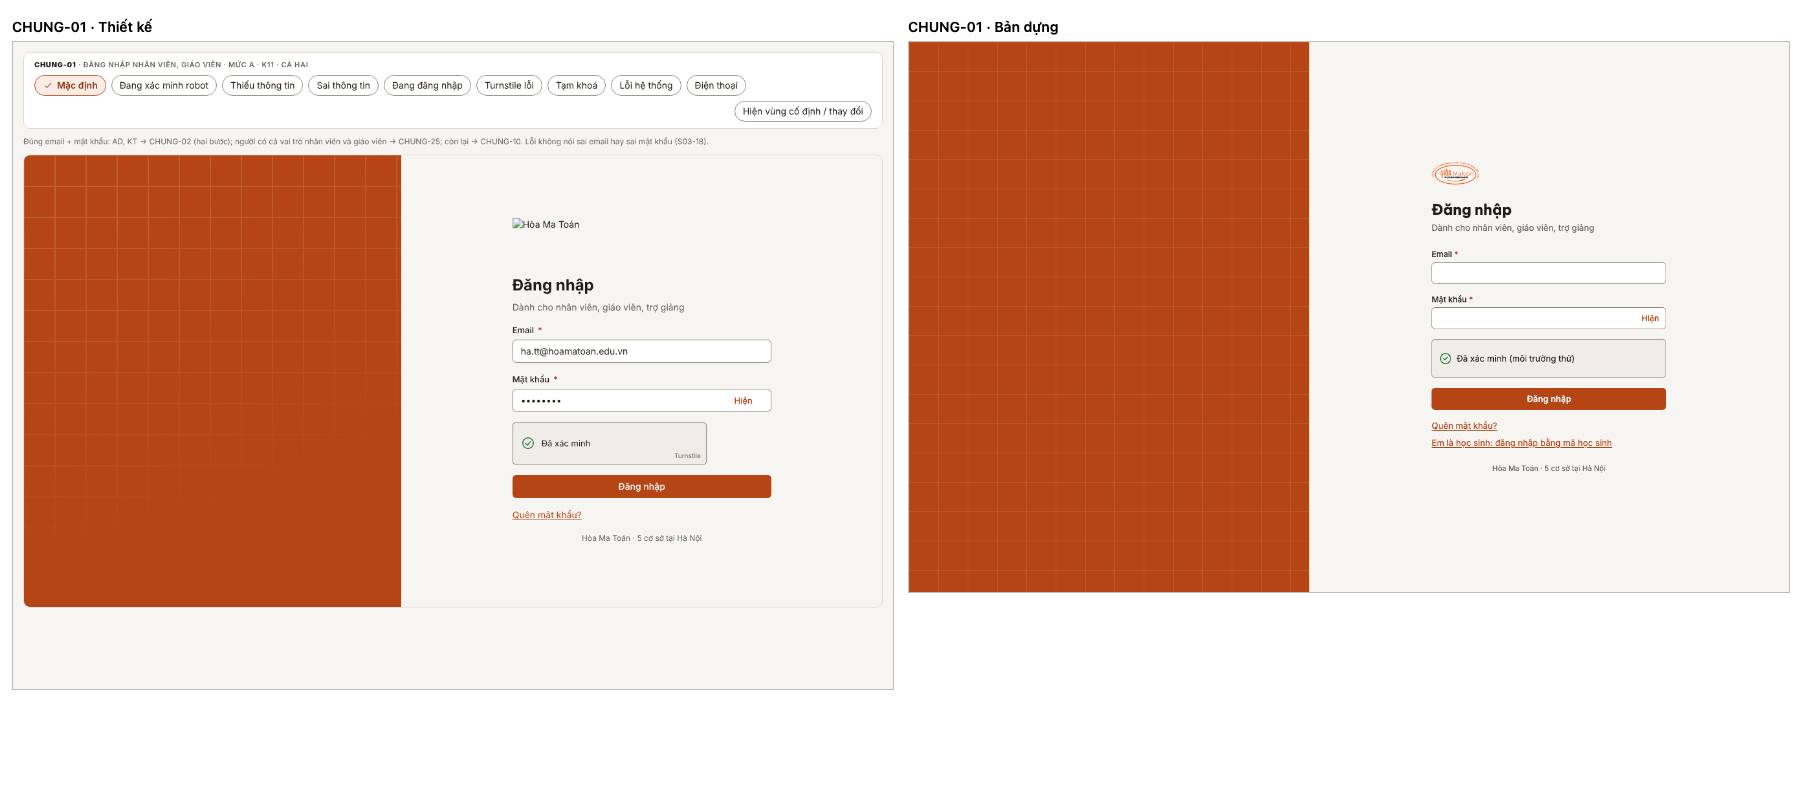 CHUNG-01 · Thiết kế
CHUNG-01 · ĐĂNG NHẬP NHÂN VIÊN, GIÁO VIÊN · MỨC A · K11 · CẢ HAI
Mặc định
Đang xác minh robot
Thiếu thông tin
Sai thông tin
Đang đăng nhập
Turnstile lỗi
Tạm khoá
Lỗi hệ thống
Điện thoại
Hiện vùng cố định / thay đổi
Đúng email + mật khẩu: AD, KT → CHUNG-02 (hai bước); người có cả vai trò nhân viên và giáo viên → CHUNG-25; còn lại → CHUNG-10. Lỗi không nói sai email hay sai mật khẩu (S03-18).
Hòa Ma Toán
Đăng nhập
Dành cho nhân viên, giáo viên, trợ giảng
Email *
ha.tt@hoamatoan.edu.vn
Mật khẩu *
••••••••
Hiện
Đã xác minh
Turnstile
Đăng nhập
Quên mật khẩu?
Hòa Ma Toán · 5 cơ sở tại Hà Nội
CHUNG-01 · Bản dựng
Đăng nhập
Dành cho nhân viên, giáo viên, trợ giảng
Email *
Mật khẩu *
Hiện
Đã xác minh (môi trường thử)
Đăng nhập
Quên mật khẩu?
Em là học sinh: đăng nhập bằng mã học sinh
Hòa Ma Toán · 5 cơ sở tại Hà Nội